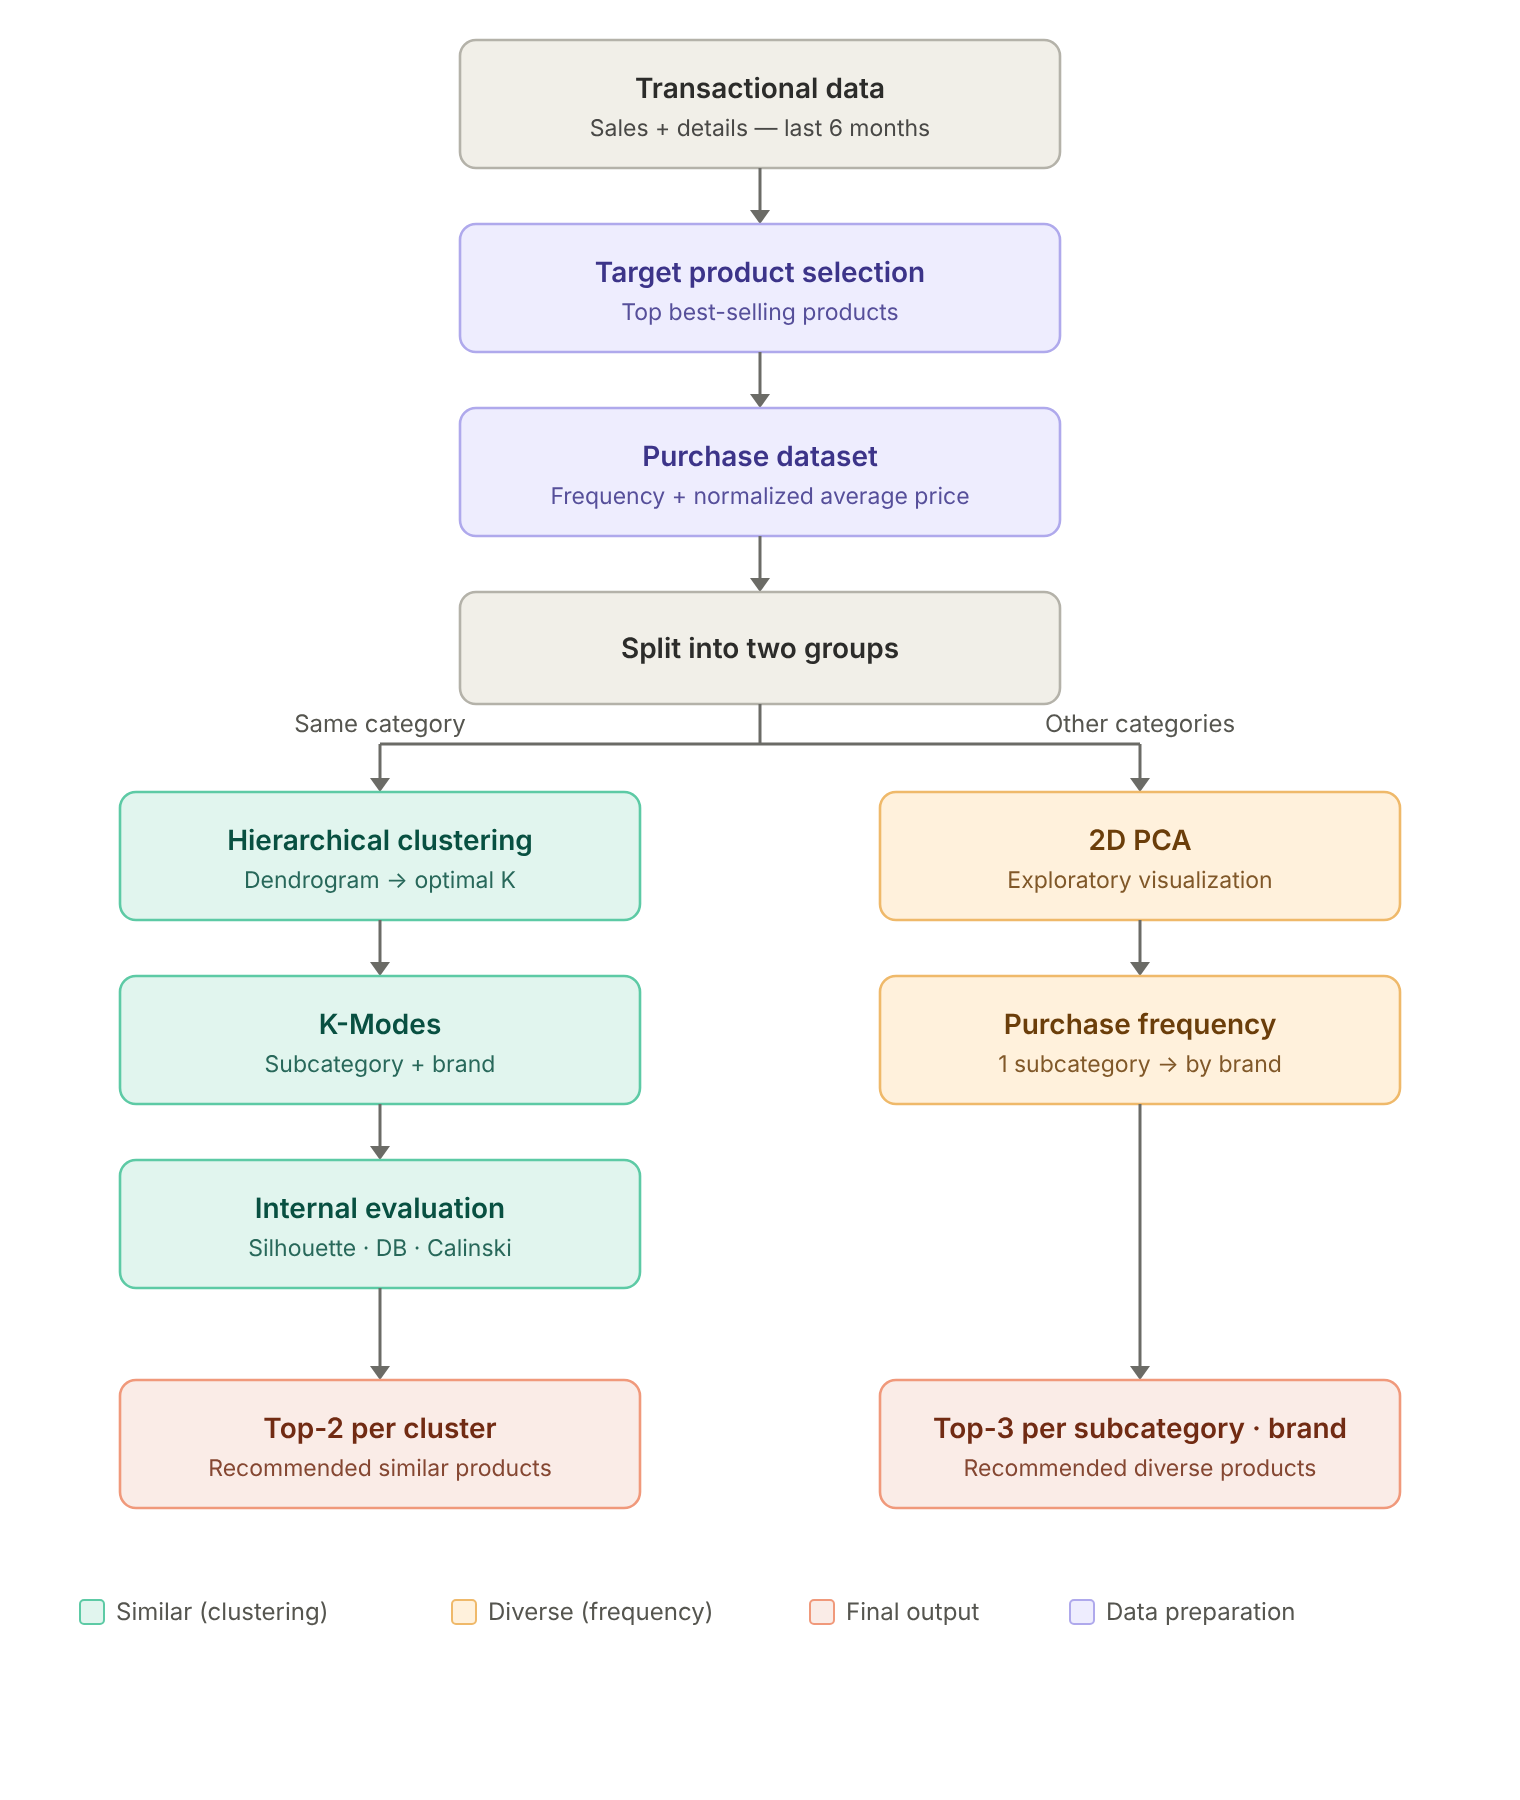 Transactional data
Sales + details — last 6 months
Target product selection
Top best-selling products
Purchase dataset
Frequency + normalized average price
Split into two groups
Same category
Other categories
Hierarchical clustering
Dendrogram → optimal K
2D PCA
Exploratory visualization
K-Modes
Subcategory + brand
Purchase frequency
1 subcategory → by brand
Internal evaluation
Silhouette · DB · Calinski
Top-2 per cluster
Recommended similar products
Top-3 per subcategory · brand
Recommended diverse products
Similar (clustering)
Diverse (frequency)
Final output
Data preparation